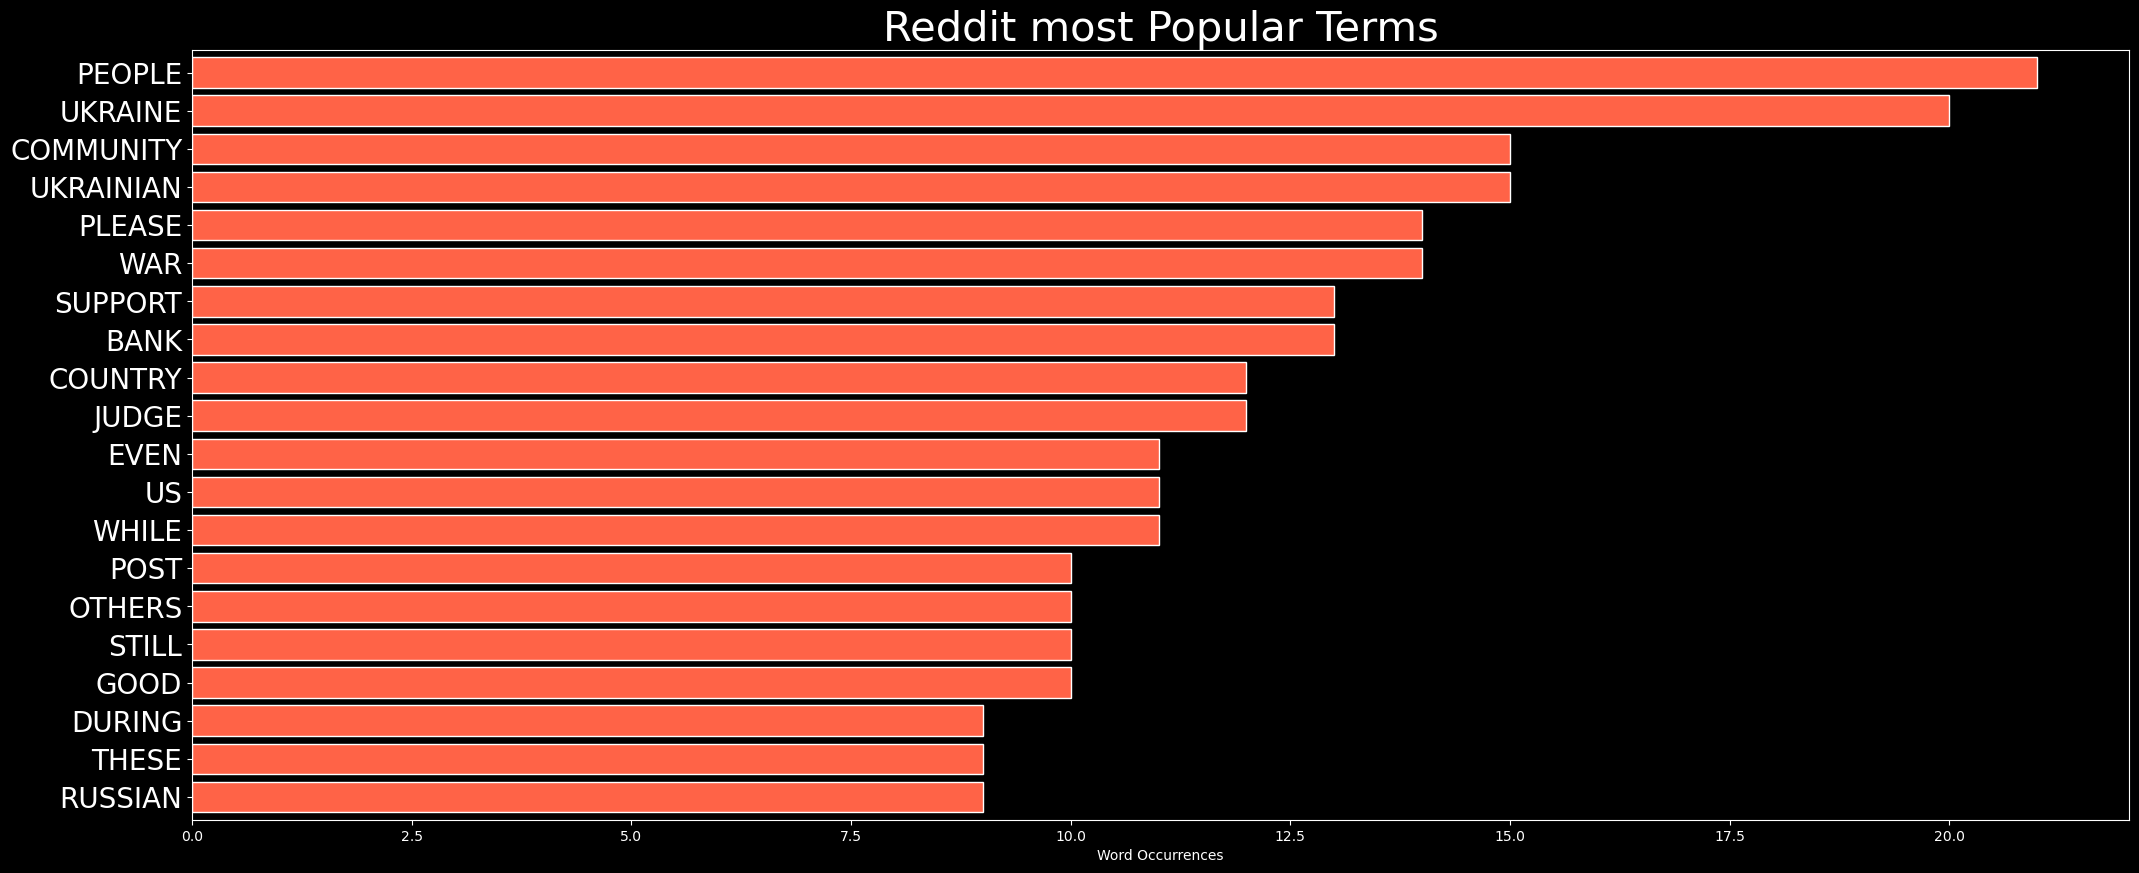 Reddit most Popular Terms
PEOPLE
UKRAINE
COMMUNITY
UKRAINIAN
PLEASE
WAR
SUPPORT
BANK
COUNTRY
JUDGE
EVEN
US
WHILE
POST
OTHERS
STILL
GOOD
DURING
THESE
RUSSIAN
0.0 2.5 5.0 7.5 10.0 12.5 15.0 17.5 20.0
Word Occurrences